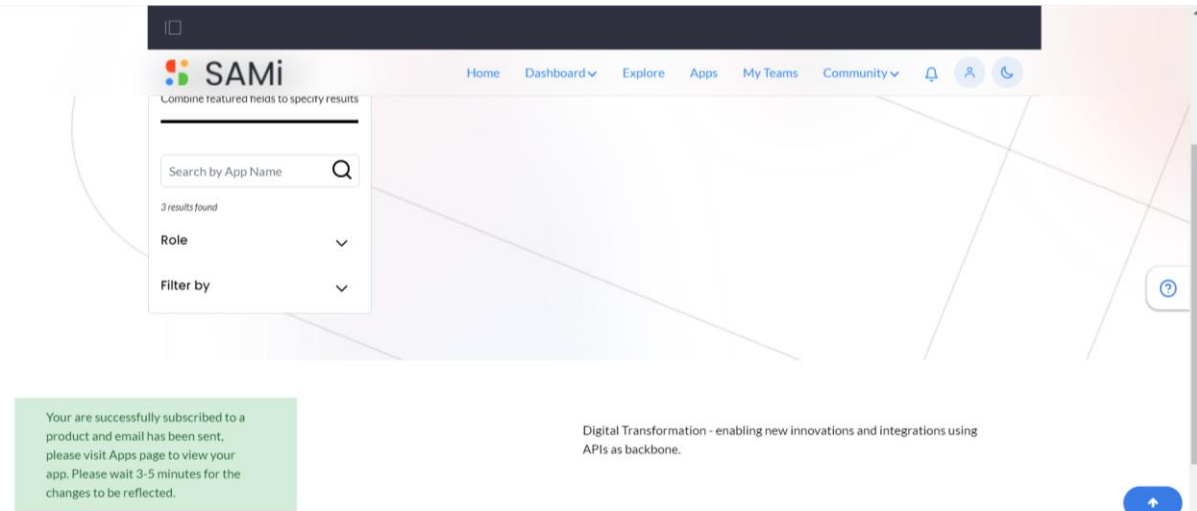 SAMi
Home Dashboard Explore Apps My Teams Community
Combine featured fields to specify results
Search by App Name
3 results found
Role
Filter by
Your are successfully subscribed to a
product and email has been sent,
please visit Apps page to view your
app. Please wait 3-5 minutes for the
changes to be reflected.
Digital Transformation - enabling new innovations and integrations using
APIs as backbone.